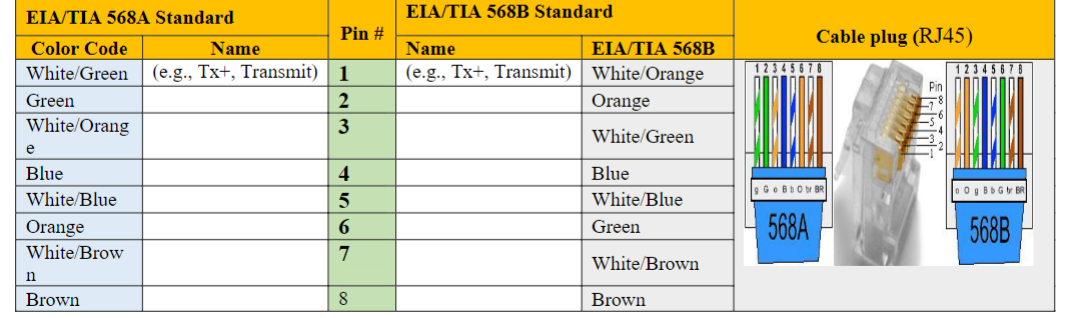 EIA/TIA 568A Standard
Pin #
EIA/TIA 568B Standard
Cable plug (RJ45)
Color Code
Name
Name
EIA/TIA 568B
White/Green
(e.g., Tx+, Transmit)
1
(e.g., Tx+, Transmit)
White/Orange
Green
2
Orange
White/Orang
e
3
White/Green
Blue
4
Blue
White/Blue
5
White/Blue
Orange
6
Green
White/Brow
n
7
White/Brown
Brown
8
Brown
1 2 3 4 5 6 7 8
g G o B b O br BR
568A
Pin
8
7
6
5
4
3
2
1
1 2 3 4 5 6 7 8
o O g B b G br BR
568B